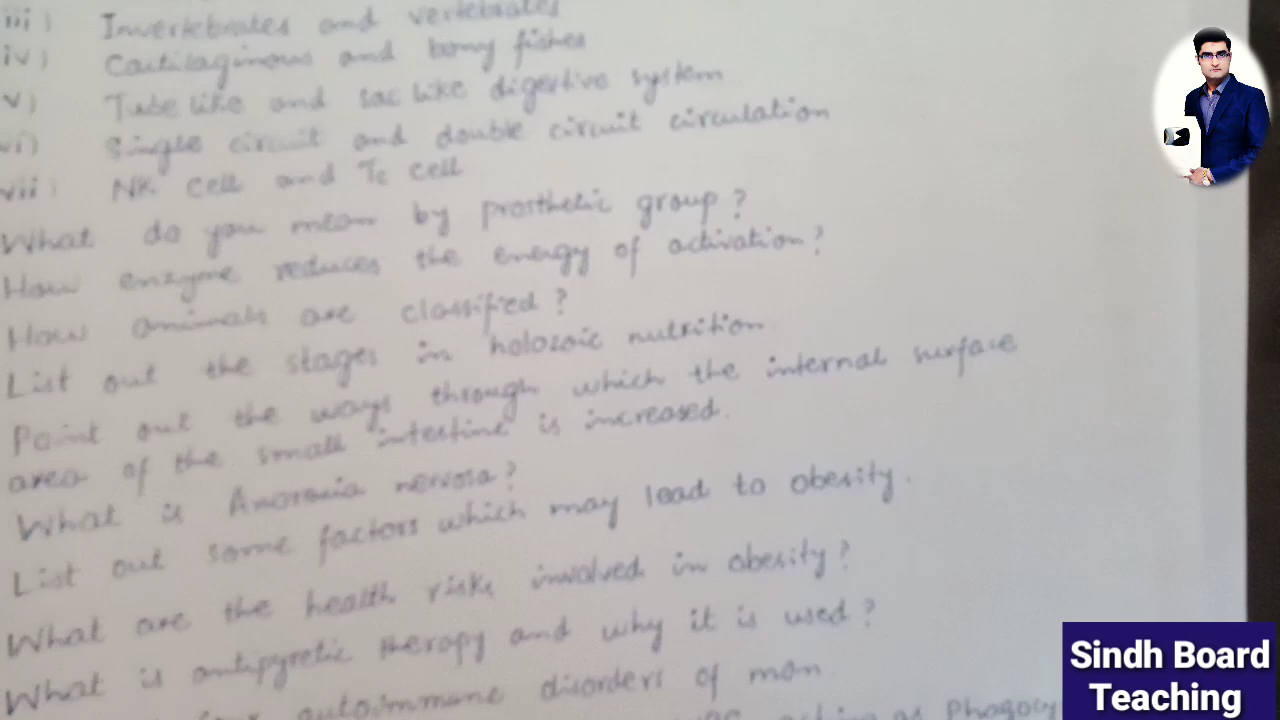 iii) Invertebrates and vertebrates
iv) Cartilaginous and bony fishes
v) Tube like and sac like digestive system
vi) Single circuit and double circuit circulation
vii) NK cell and Tc cell
What do you mean by prosthetic group?
How enzyme reduces the energy of activation?
How animals are classified?
List out the stages in holozoic nutrition
Point out the ways through which the internal surface
area of the small intestine is increased.
What is Anorexia nervosa?
List out some factors which may lead to obesity.
What are the health risks involved in obesity?
What is antipyretic therapy and why it is used?
autoimmune disorders of man
acting as Phagocy
Sindh Board
Teaching